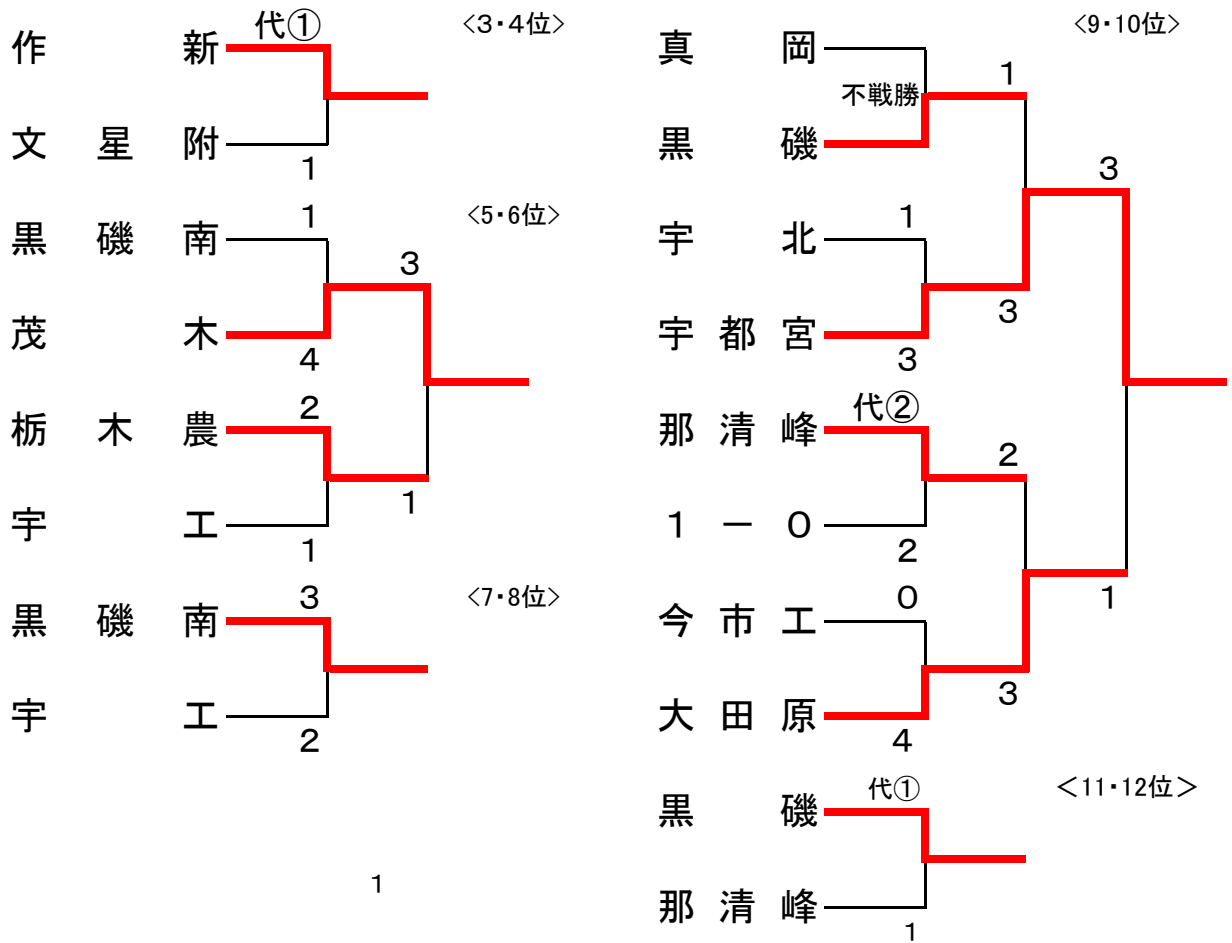 代①
<3・4位>
作新
文星附
1
1
<5・6位>
黒磯南
3
茂木
4
2
栃木農
1
宇工
1
3
<7・8位>
黒磯南
宇工
2
1
<9・10位>
真岡
1
不戦勝
黒磯
3
1
宇北
3
宇都宮
3
代②
那清峰
2
1－0
2
0
今市工
1
3
大田原
4
代①
<11・12位>
黒磯
那清峰
1